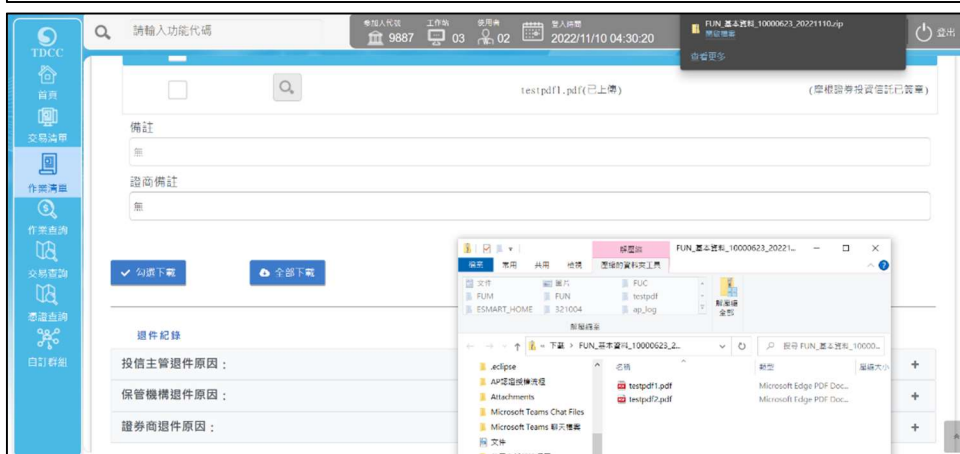 TDCC
請輸入功能代碼
參加人代號
9887
工作站
03
使用者
02
登入時間
2022/11/10 04:30:20
FUN_基本資料_10000623_20221110.zip
開啟檔案
查看更多
登出
首頁
交易清單
作業清單
作業查詢
交易查詢
憑證查詢
自訂群組
testpdf1.pdf(已上傳)
(摩根證券投資信託已簽章)
備註
無
證商備註
無
勾選下載
全部下載
退件紀錄
投信主管退件原因：
保管機構退件原因：
證券商退件原因：
解壓縮
FUN_基本資料_10000623_20221...
檔案
常用
共用
檢視
壓縮的資料夾工具
文件
圖片
FUC
FUM
FUN
testpdf
ESMART_HOME
321004
ap_log
解壓縮
全部
解壓縮至
下載 › FUN_基本資料_10000623_2...
搜尋 FUN_基本資料_10000...
名稱
類型
壓縮大小
.eclipse
AP認證授權流程
Attachments
Microsoft Teams Chat Files
Microsoft Teams 聊天檔案
文件
testpdf1.pdf
Microsoft Edge PDF Doc...
testpdf2.pdf
Microsoft Edge PDF Doc...